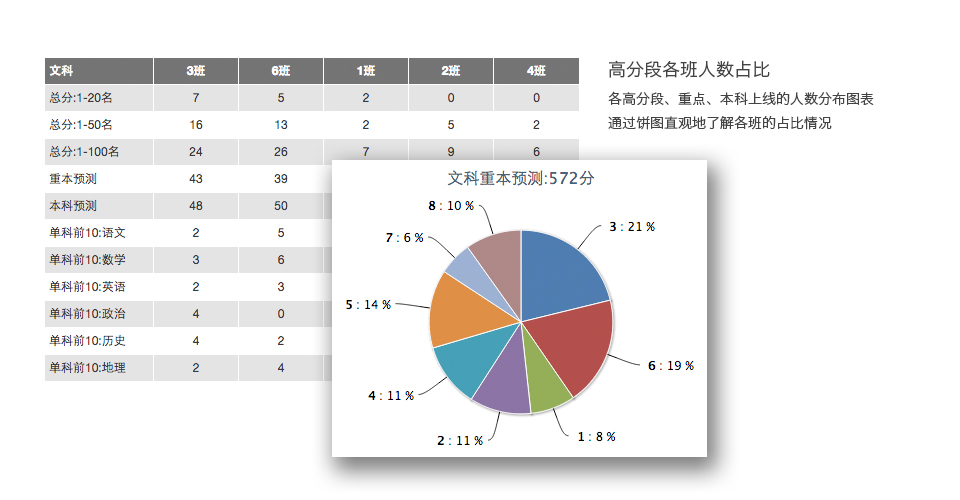 文科 3班 6班 1班 2班 4班
总分:1-20名 7 5 2 0 0
总分:1-50名 16 13 2 5 2
总分:1-100名 24 26 7 9 6
重本预测 43 39
本科预测 48 50
单科前10:语文 2 5
单科前10:数学 3 6
单科前10:英语 2 3
单科前10:政治 4 0
单科前10:历史 4 2
单科前10:地理 2 4
高分段各班人数占比
各高分段、重点、本科上线的人数分布图表
通过饼图直观地了解各班的占比情况
文科重本预测:572分
8 : 10 %
3 : 21 %
7 : 6 %
5 : 14 %
6 : 19 %
4 : 11 %
2 : 11 %
1 : 8 %